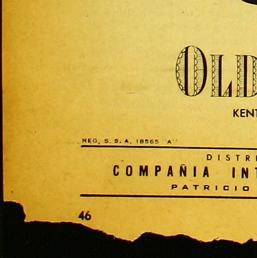 OLD
KENT
REG. S. S. A. 18565 "A"
DISTRI
COMPAÑIA INT
PATRICIO
46